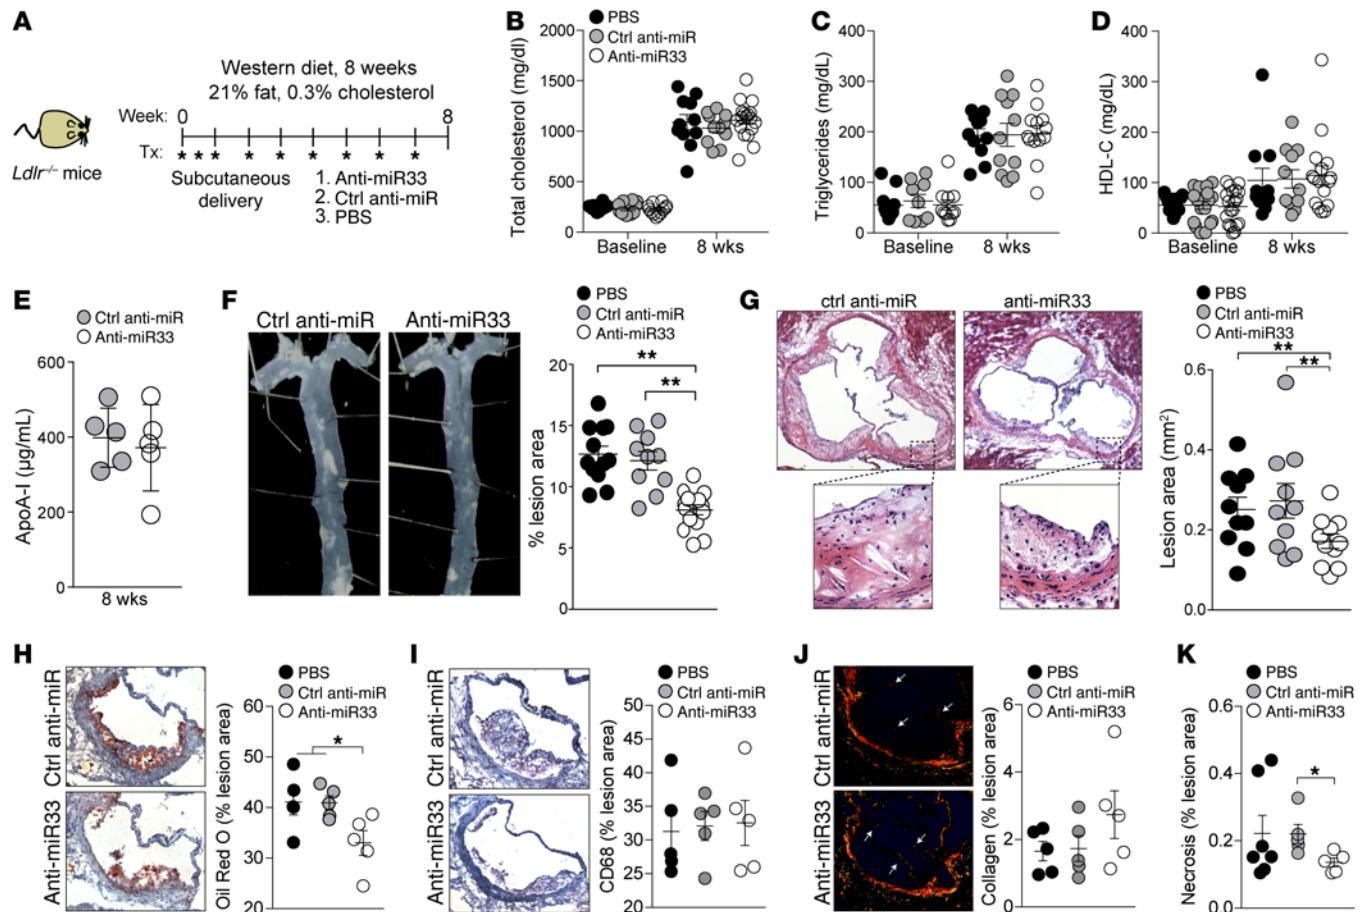 A
Western diet, 8 weeks
21% fat, 0.3% cholesterol
Week: 0 8
Tx: * * * * * * * * * *
Ldlr–/– mice
Subcutaneous
delivery
1. Anti-miR33
2. Ctrl anti-miR
3. PBS
B
PBS
Ctrl anti-miR
Anti-miR33
Total cholesterol (mg/dl)
2000
1500
1000
500
0
Baseline 8 wks
C
Triglycerides (mg/dL)
400
300
200
100
0
Baseline 8 wks
D
HDL-C (mg/dL)
400
300
200
100
0
Baseline 8 wks
E
Ctrl anti-miR
Anti-miR33
ApoA-I (µg/mL)
600
400
200
0
8 wks
F
Ctrl anti-miR Anti-miR33
PBS
Ctrl anti-miR
Anti-miR33
% lesion area
20
15
10
5
0
**
**
G
ctrl anti-miR anti-miR33
PBS
Ctrl anti-miR
Anti-miR33
Lesion area (mm2)
0.6
0.4
0.2
0.0
**
**
H
Ctrl anti-miR
Anti-miR33
PBS
Ctrl anti-miR
Anti-miR33
Oil Red O (% lesion area)
60
50
40
30
20
*
I
Ctrl anti-miR
Anti-miR33
PBS
Ctrl anti-miR
Anti-miR33
CD68 (% lesion area)
50
45
40
35
30
25
20
J
Ctrl anti-miR
Anti-miR33
PBS
Ctrl anti-miR
Anti-miR33
Collagen (% lesion area)
6
4
2
0
K
PBS
Ctrl anti-miR
Anti-miR33
Necrosis (% lesion area)
0.6
0.4
0.2
0
*